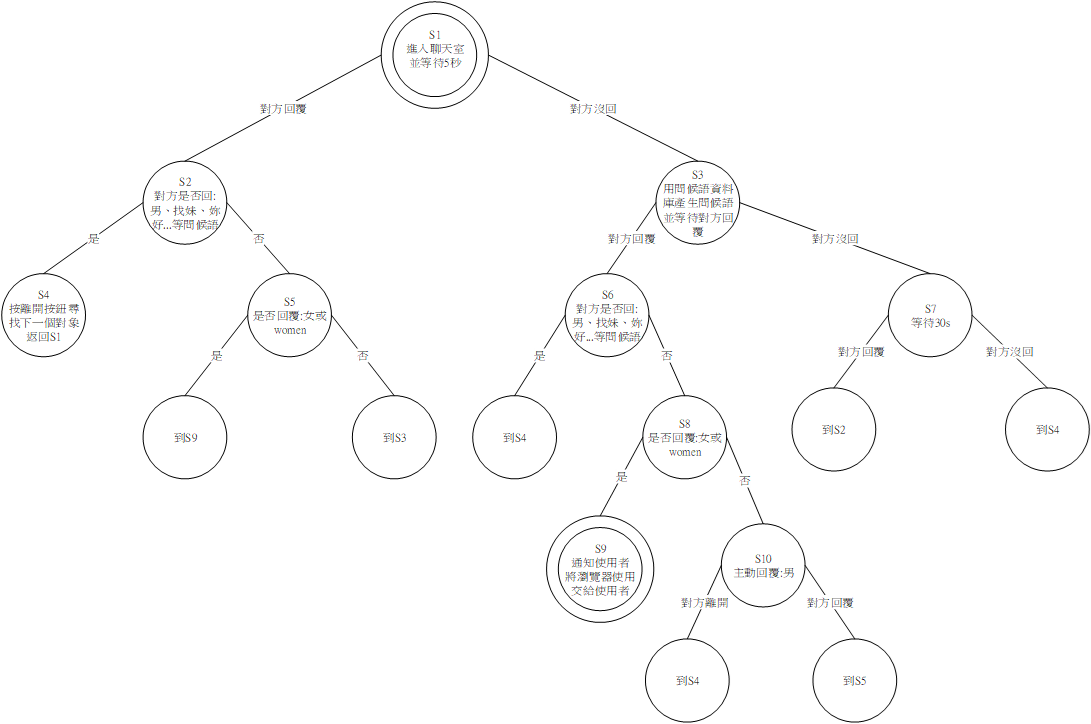 S1
進入聊天室
並等待5秒
對方回覆
對方沒回
S2
對方是否回:
男、找妹、妳
好...等問候語
S3
用問候語資料
庫產生問候語
並等待對方回
覆
是
否
對方回覆
對方沒回
S4
按離開按鈕尋
找下一個對象
返回S1
S5
是否回覆:女或
women
S6
對方是否回:
男、找妹、妳
好...等問候語
S7
等待30s
是
否
是
否
對方回覆
對方沒回
到S9
到S3
到S4
S8
是否回覆:女或
women
到S2
到S4
是
否
S9
通知使用者
將瀏覽器使用
交給使用者
S10
主動回覆:男
對方離開
對方回覆
到S4
到S5